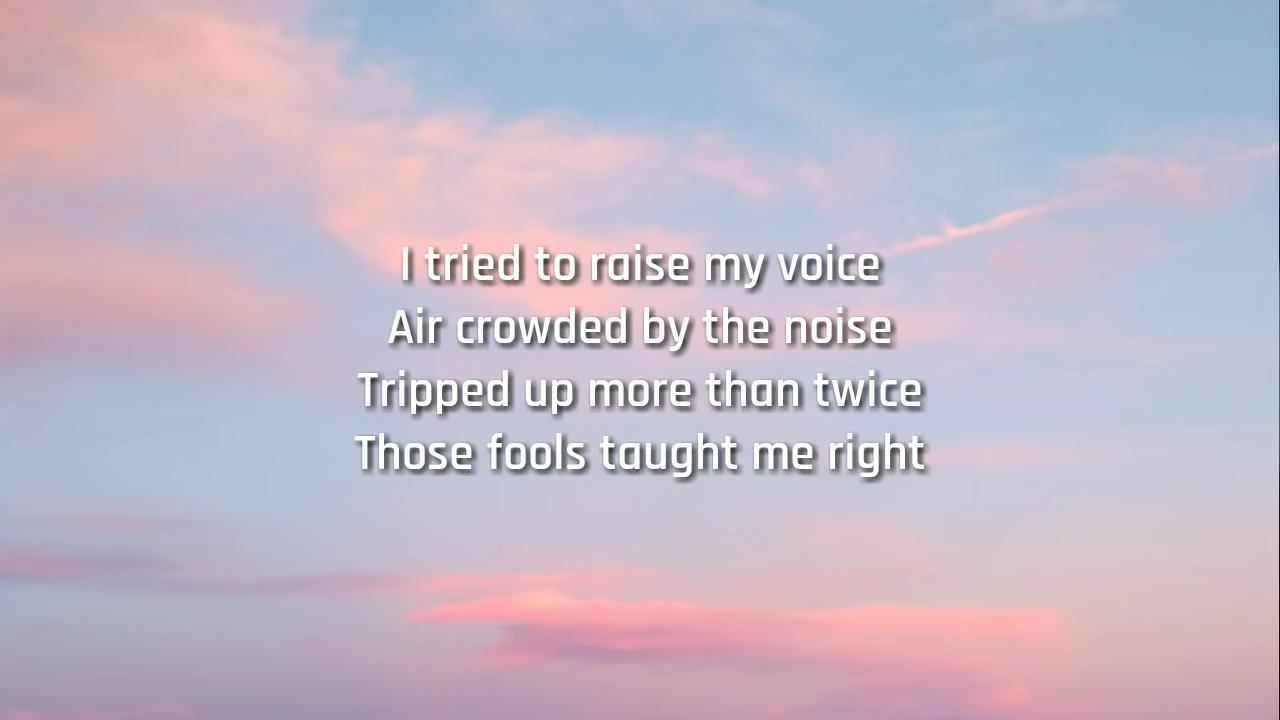 I tried to raise my voice
Air crowded by the noise
Tripped up more than twice
Those fools taught me right